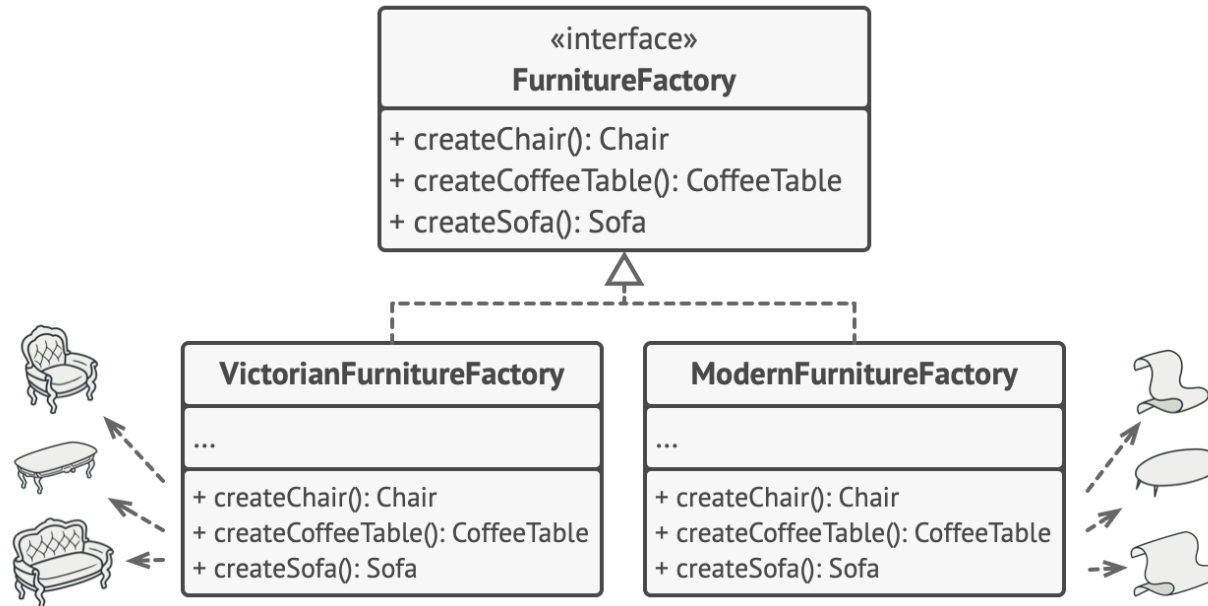 «interface»
FurnitureFactory
+ createChair(): Chair
+ createCoffeeTable(): CoffeeTable
+ createSofa(): Sofa
VictorianFurnitureFactory
...
+ createChair(): Chair
+ createCoffeeTable(): CoffeeTable
+ createSofa(): Sofa
ModernFurnitureFactory
...
+ createChair(): Chair
+ createCoffeeTable(): CoffeeTable
+ createSofa(): Sofa